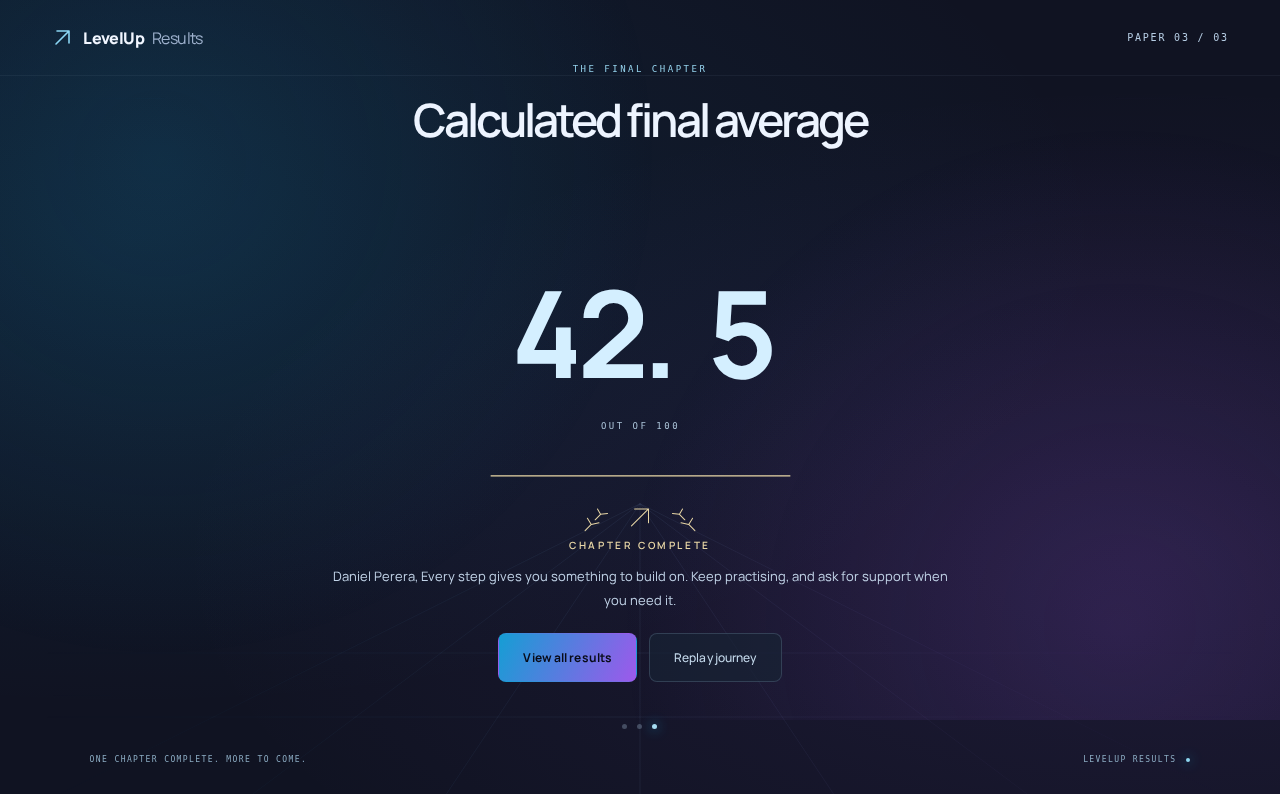 LevelUp Results
PAPER 03 / 03
THE FINAL CHAPTER
Calculated final average
42. 5
OUT OF 100
CHAPTER COMPLETE
Daniel Perera, Every step gives you something to build on. Keep practising, and ask for support when
you need it.
View all results
Replay journey
ONE CHAPTER COMPLETE. MORE TO COME.
LEVELUP RESULTS